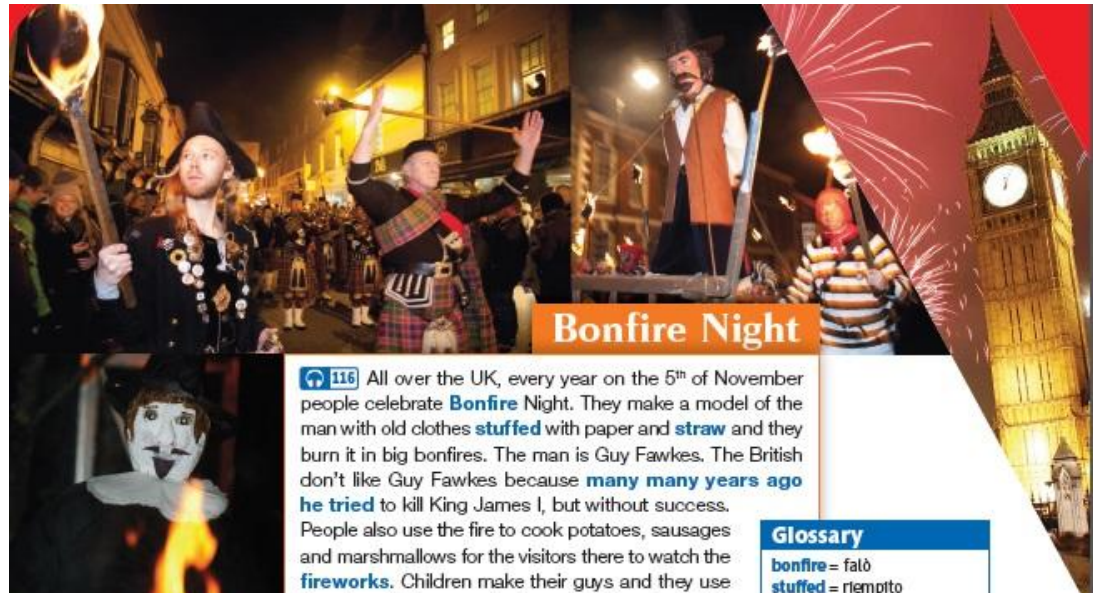 Bonfire Night
116 All over the UK, every year on the 5th of November
people celebrate Bonfire Night. They make a model of the
man with old clothes stuffed with paper and straw and they
burn it in big bonfires. The man is Guy Fawkes. The British
don't like Guy Fawkes because many many years ago
he tried to kill King James I, but without success.
People also use the fire to cook potatoes, sausages
and marshmallows for the visitors there to watch the
fireworks. Children make their guys and they use
Glossary
bonfire = falò
stuffed = riempito